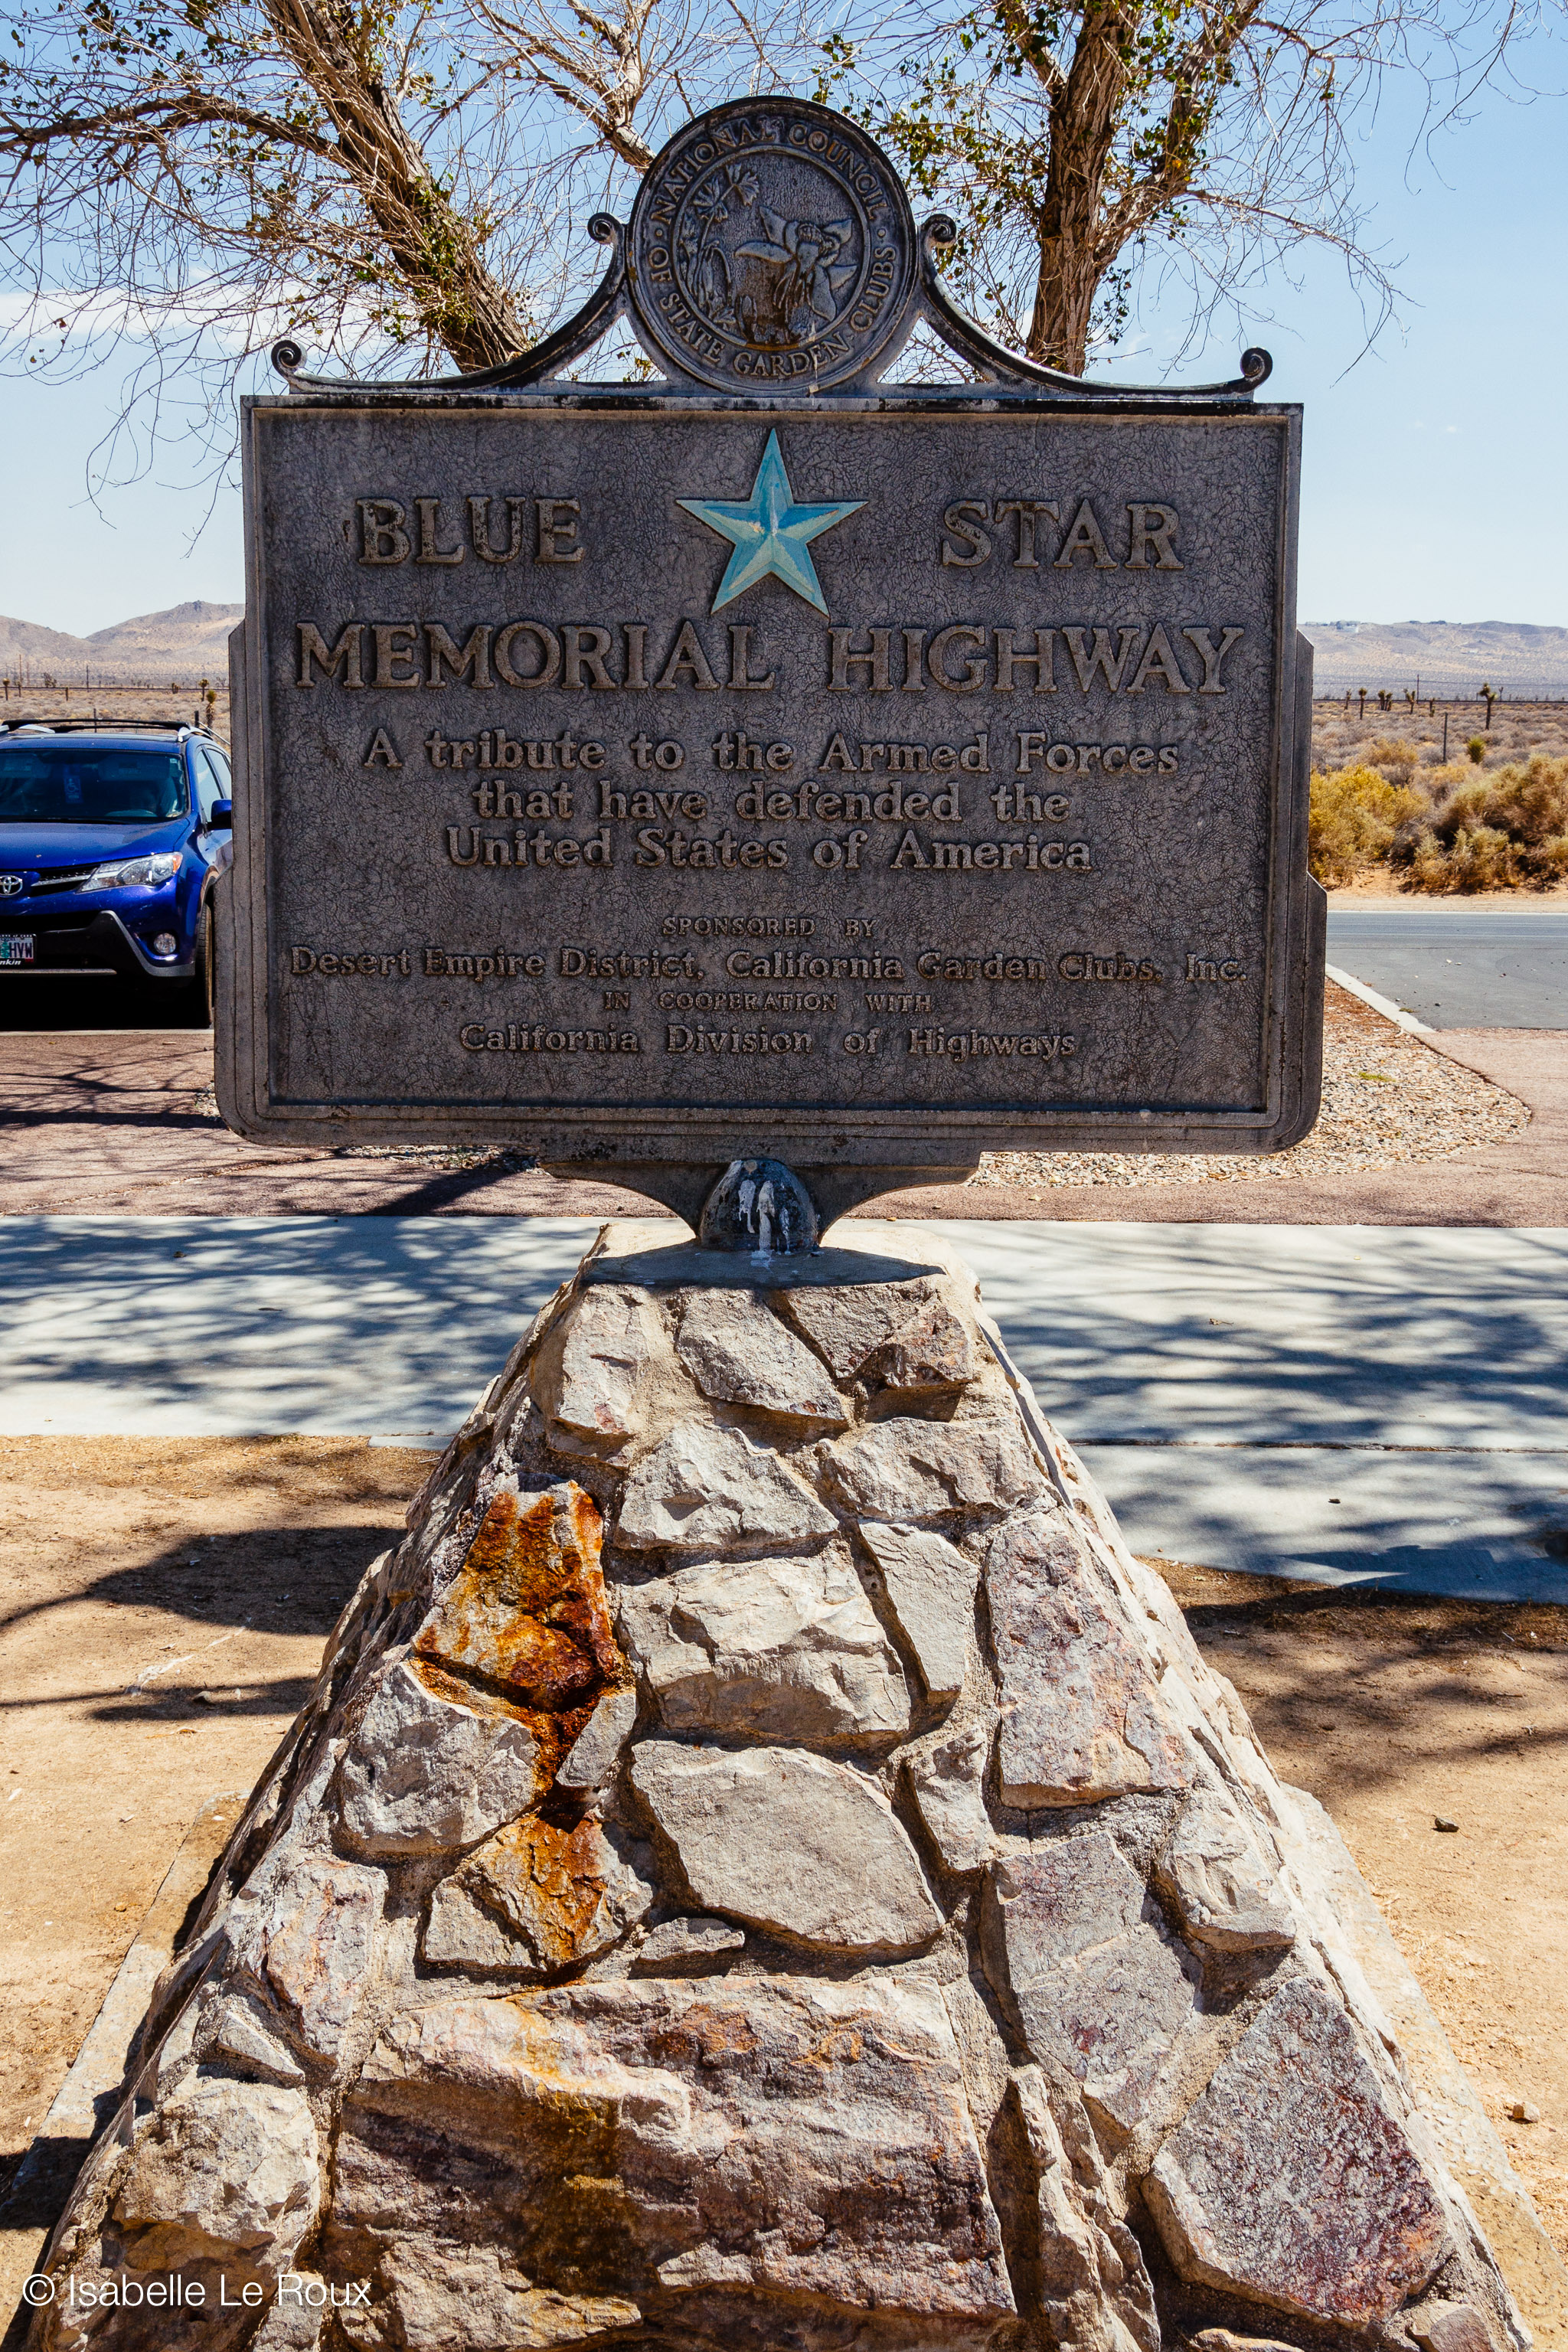 NATIONAL COUNCIL
OF STATE GARDEN CLUBS
BLUE STAR
MEMORIAL HIGHWAY
A tribute to the Armed Forces
that have defended the
United States of America
SPONSORED BY
Desert Empire District, California Garden Clubs, Inc.
IN COOPERATION WITH
California Division of Highways
© Isabelle Le Roux